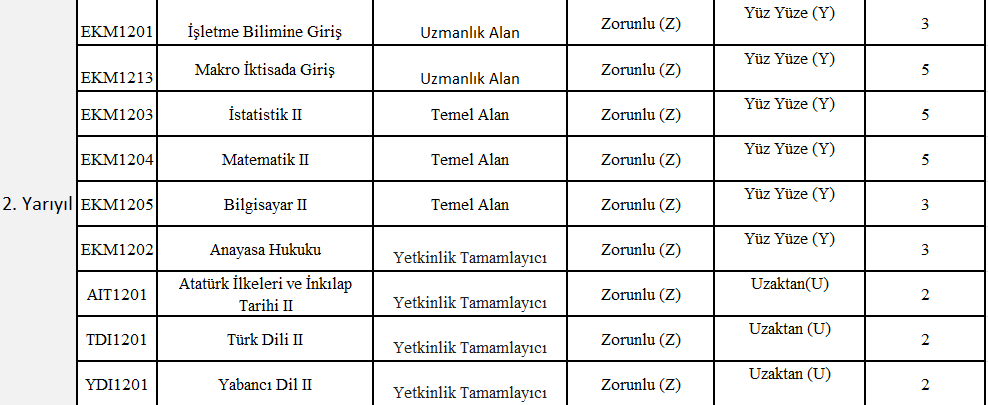 EKM1201 İşletme Bilimine Giriş Uzmanlık Alan Zorunlu (Z) Yüz Yüze (Y) 3
EKM1213 Makro İktisada Giriş Uzmanlık Alan Zorunlu (Z) Yüz Yüze (Y) 5
EKM1203 İstatistik II Temel Alan Zorunlu (Z) Yüz Yüze (Y) 5
EKM1204 Matematik II Temel Alan Zorunlu (Z) Yüz Yüze (Y) 5
2. Yarıyıl EKM1205 Bilgisayar II Temel Alan Zorunlu (Z) Yüz Yüze (Y) 3
EKM1202 Anayasa Hukuku Yetkinlik Tamamlayıcı Zorunlu (Z) Yüz Yüze (Y) 3
AIT1201 Atatürk İlkeleri ve İnkılap
Tarihi II Yetkinlik Tamamlayıcı Zorunlu (Z) Uzaktan(U) 2
TDI1201 Türk Dili II Yetkinlik Tamamlayıcı Zorunlu (Z) Uzaktan (U) 2
YDI1201 Yabancı Dil II Yetkinlik Tamamlayıcı Zorunlu (Z) Uzaktan (U) 2